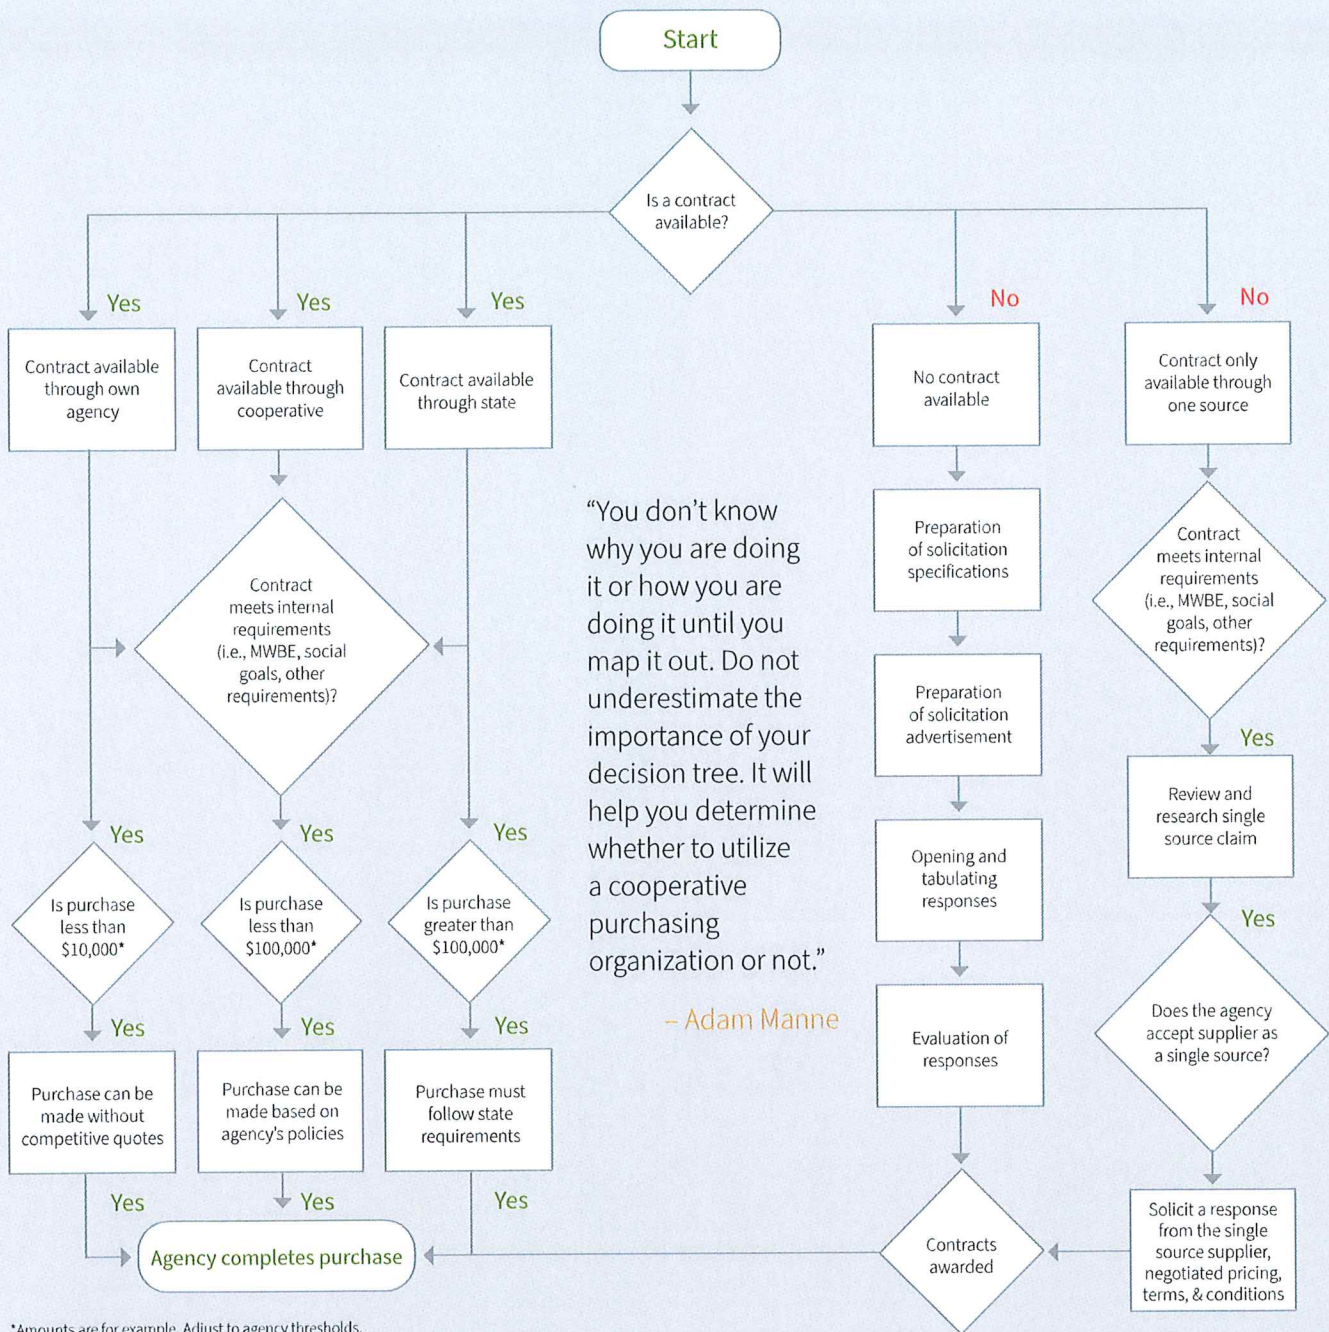 Start
Is a contract
available?
Yes
Yes
Yes
No
No
Contract available
through own
agency
Contract
available through
cooperative
Contract available
through state
No contract
available
Contract only
available through
one source
Contract
meets internal
requirements
(i.e., MWBE, social
goals, other
requirements)?
"You don't know
why you are doing
it or how you are
doing it until you
map it out. Do not
underestimate the
importance of your
decision tree. It will
help you determine
whether to utilize
a cooperative
purchasing
organization or not."
– Adam Manne
Preparation
of solicitation
specifications
Preparation
of solicitation
advertisement
Opening and
tabulating
responses
Evaluation of
responses
Contract
meets internal
requirements
(i.e., MWBE, social
goals, other
requirements)?
Yes
Review and
research single
source claim
Yes
Does the agency
accept supplier as
a single source?
Yes
Yes
Yes
Is purchase
less than
$10,000*
Is purchase
less than
$100,000*
Is purchase
greater than
$100,000*
Yes
Yes
Yes
Purchase can be
made without
competitive quotes
Purchase can be
made based on
agency's policies
Purchase must
follow state
requirements
Yes
Yes
Yes
Agency completes purchase
Contracts
awarded
Solicit a response
from the single
source supplier,
negotiated pricing,
terms, & conditions
*Amounts are for example. Adjust to agency thresholds.